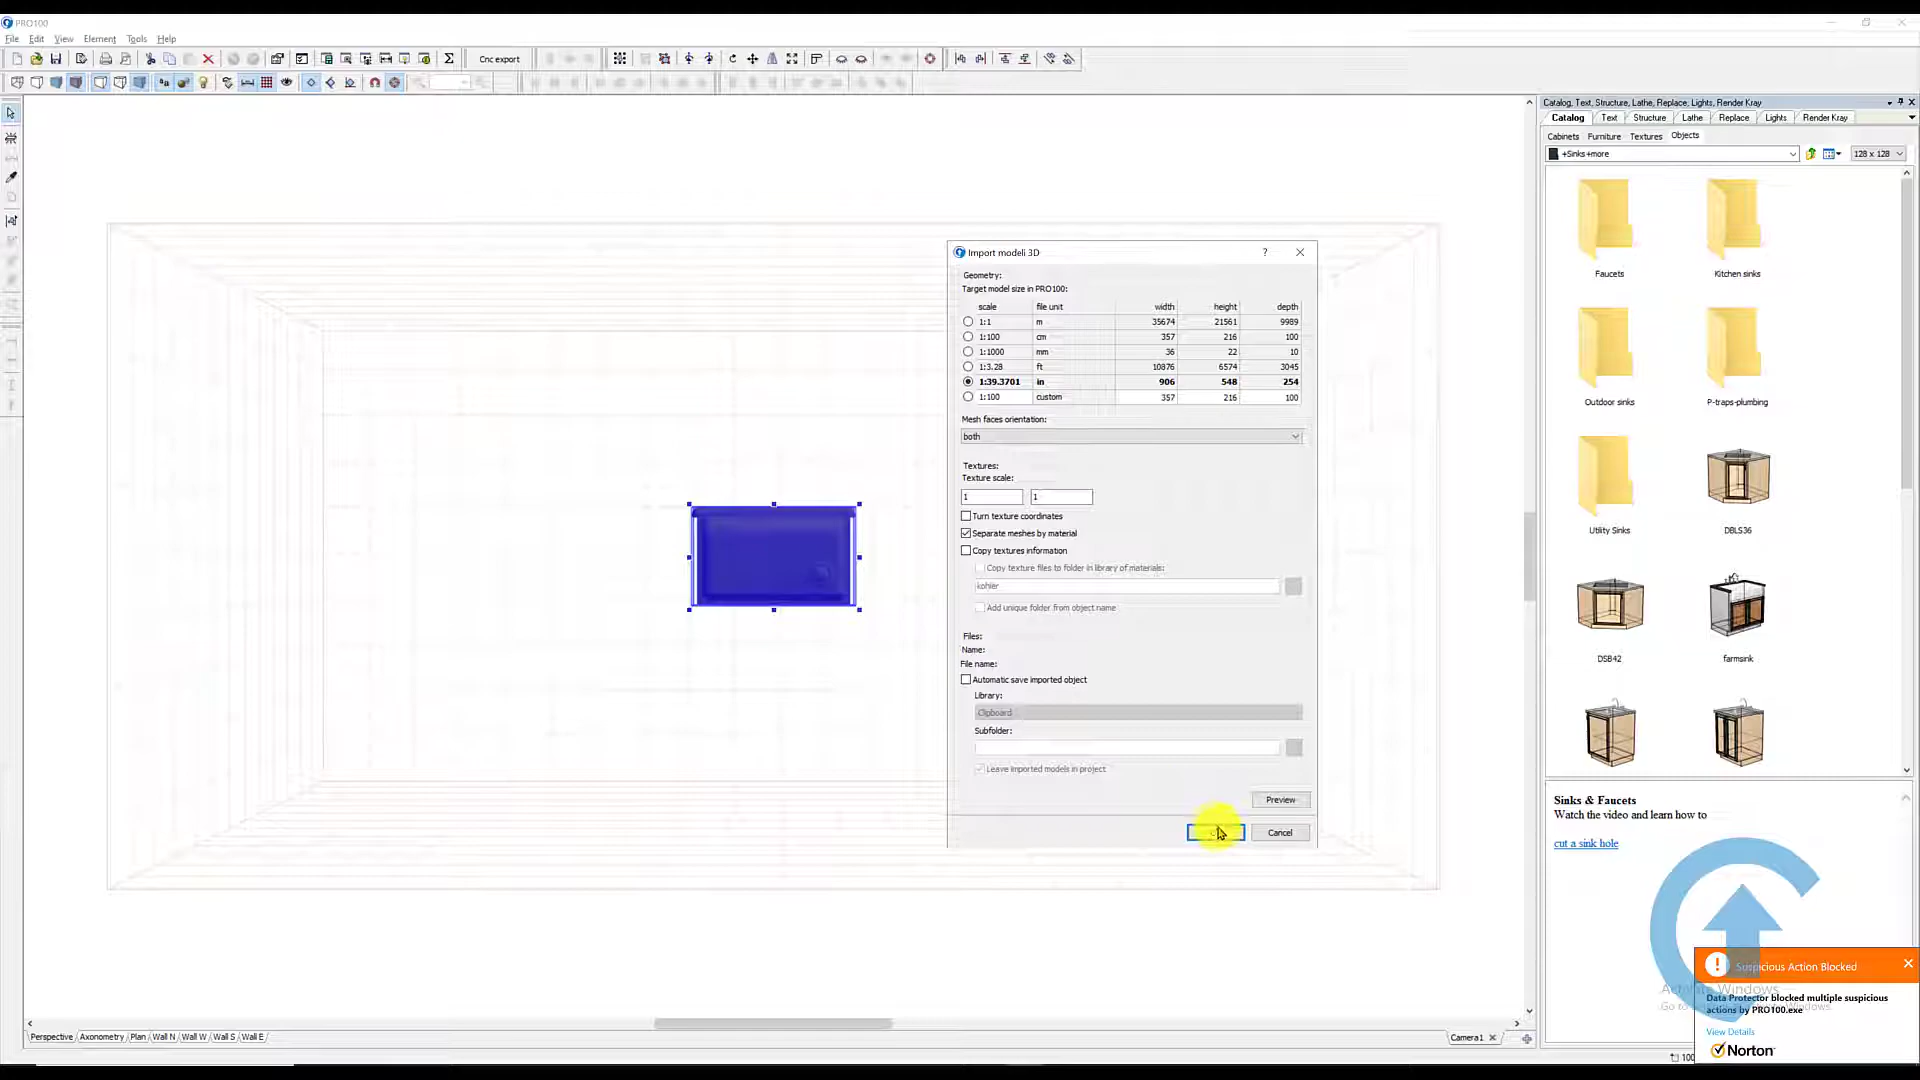 PRO100
File Edit View Element Tools Help
Cnc export
Catalog, Text, Structure, Lathe, Replace, Lights, Render Kray
Catalog Text Structure Lathe Replace Lights Render Kray
Cabinets Furniture Textures Objects
+Sinks+more 128 x 128
Faucets Kitchen sinks
Outdoor sinks P-traps-plumbing
Utility Sinks DBLS36
DSB42 farmsink
Import modeli 3D ?
Geometry:
Target model size in PRO100:
scale file unit width height depth
1:1 m 35674 21561 9989
1:100 cm 357 216 100
1:1000 mm 36 22 10
1:3.28 ft 10876 6574 3045
1:39.3701 in 906 548 254
1:100 custom 357 216 100
Mesh faces orientation:
both
Textures:
Texture scale:
1 1
Turn texture coordinates
Separate meshes by material
Copy textures information
Copy texture files to folder in library of materials:
kohler
Add unique folder from object name
Files:
Name:
File name:
Automatic save imported object
Library:
Clipboard
Subfolder:
Leave imported models in project
Preview
Cancel
Sinks & Faucets
Watch the video and learn how to
cut a sink hole
Suspicious Action Blocked
Activate Windows
Data Protector blocked multiple suspicious
actions by PRO100.exe
View Details
Norton
Perspective Axonometry Plan Wall N Wall W Wall S Wall E
Camera1